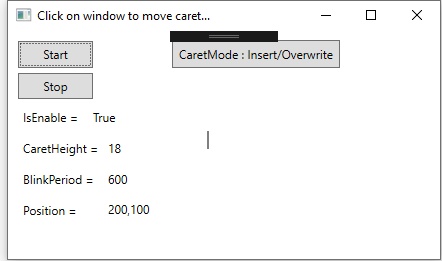 Click on window to move caret...
Start
CaretMode : Insert/Overwrite
Stop
IsEnable = True
CaretHeight = 18
BlinkPeriod = 600
Position = 200,100